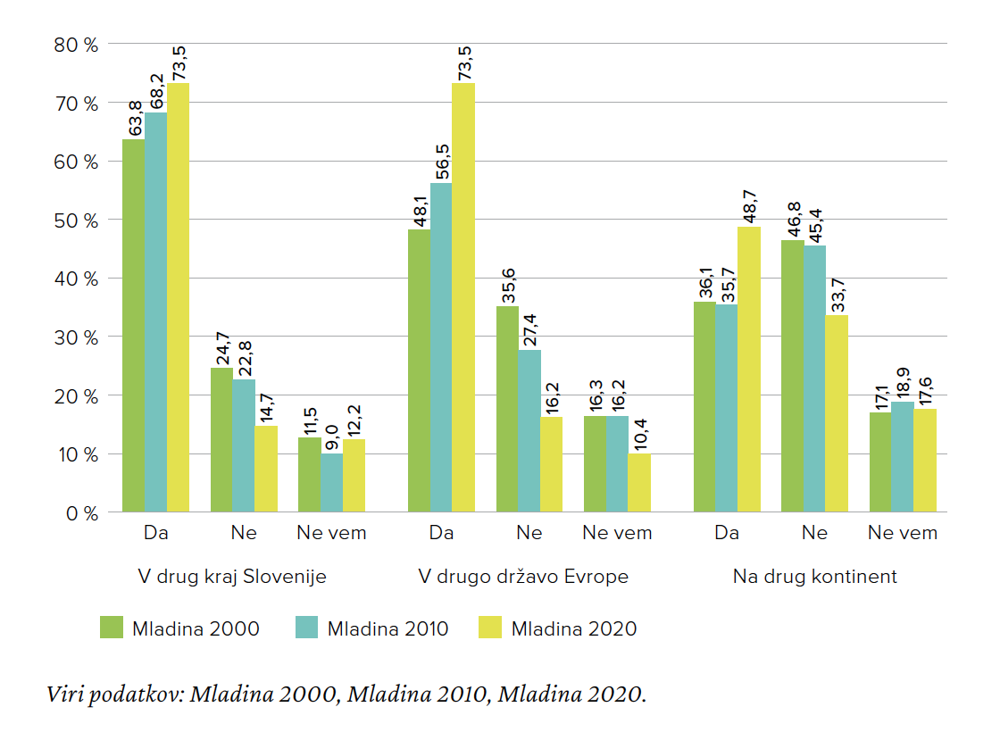 80 %
70 %
60 %
50 %
40 %
30 %
20 %
10 %
0 %
63,8 68,2 73,5
24,7 22,8 14,7
11,5 9,0 12,2
48,1 56,5 73,5
35,6 27,4 16,2
16,3 16,2 10,4
36,1 35,7 48,7
46,8 45,4 33,7
17,1 18,9 17,6
Da Ne Ne vem Da Ne Ne vem Da Ne Ne vem
V drug kraj Slovenije V drugo državo Evrope Na drug kontinent
Mladina 2000 Mladina 2010 Mladina 2020
Viri podatkov: Mladina 2000, Mladina 2010, Mladina 2020.